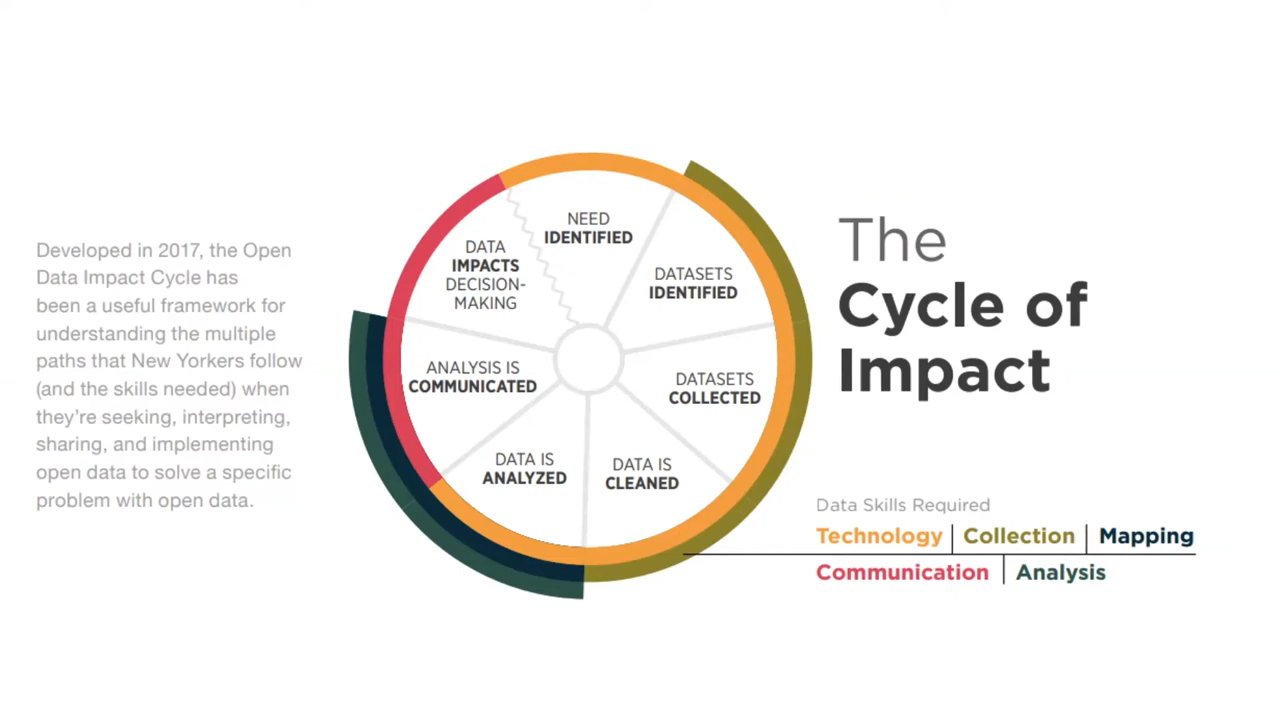 Developed in 2017, the Open
Data Impact Cycle has
been a useful framework for
understanding the multiple
paths that New Yorkers follow
(and the skills needed) when
they're seeking, interpreting,
sharing, and implementing
open data to solve a specific
problem with open data.
NEED
IDENTIFIED
DATASETS
IDENTIFIED
DATASETS
COLLECTED
DATA IS
CLEANED
DATA IS
ANALYZED
ANALYSIS IS
COMMUNICATED
DATA
IMPACTS
DECISION-
MAKING
The
Cycle of
Impact
Data Skills Required
Technology Collection Mapping
Communication Analysis